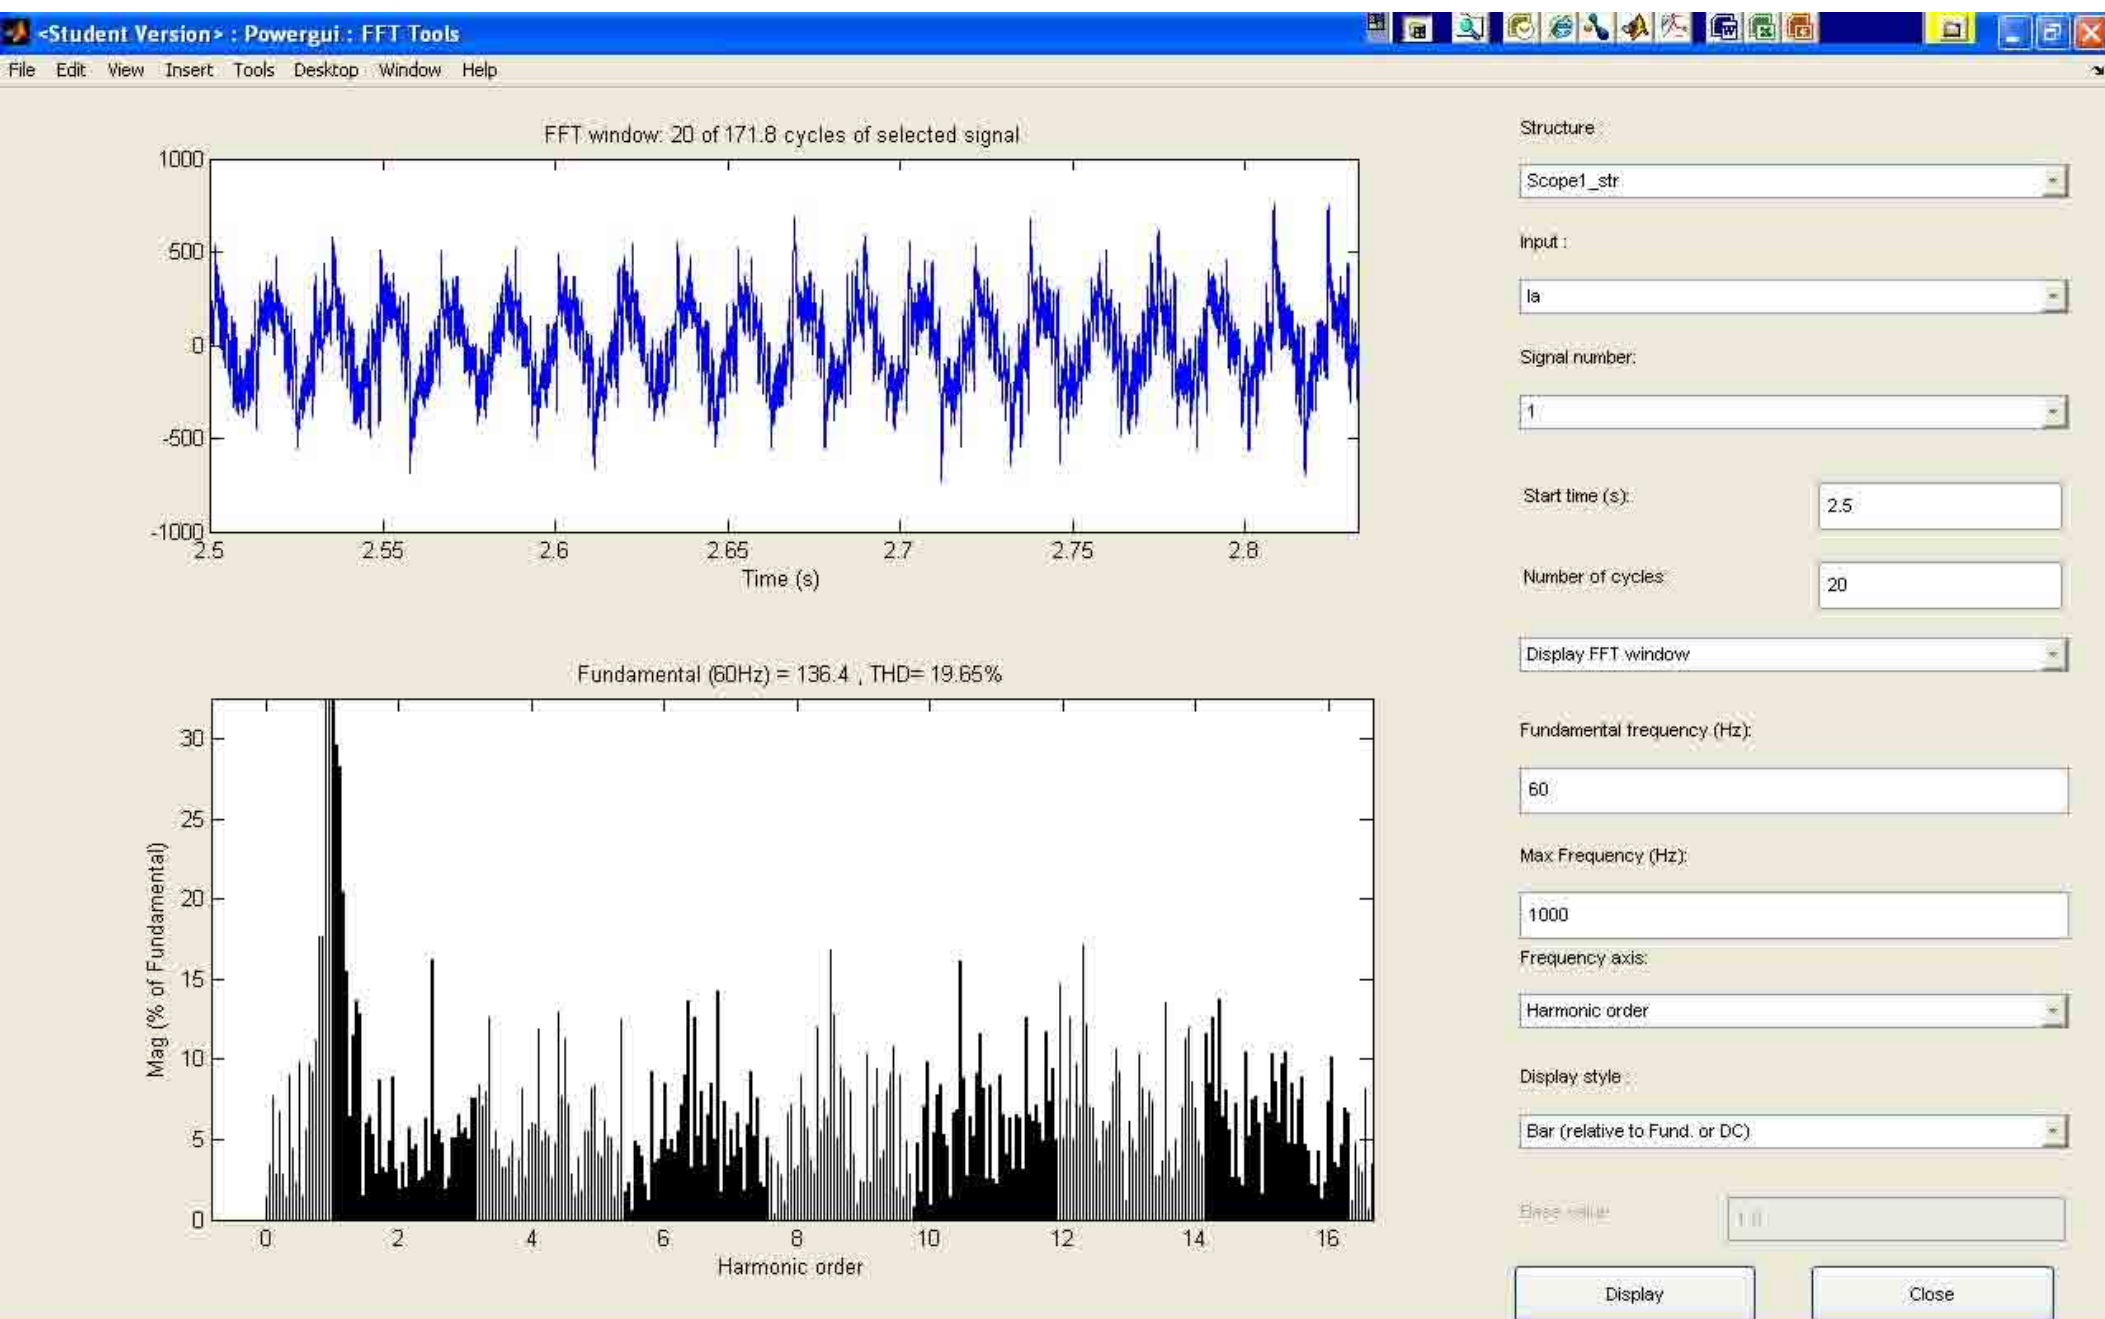 <Student Version> : Powergui : FFT Tools
File Edit View Insert Tools Desktop Window Help
FFT window: 20 of 171.8 cycles of selected signal
1000
500
0
-500
-1000
2.5 2.55 2.6 2.65 2.7 2.75 2.8
Time (s)
Fundamental (60Hz) = 136.4 , THD= 19.65%
Mag (% of Fundamental)
30
25
20
15
10
5
0
0 2 4 6 8 10 12 14 16
Harmonic order
Structure :
Scope1_str
Input :
Ia
Signal number:
1
Start time (s):
2.5
Number of cycles:
20
Display FFT window
Fundamental frequency (Hz):
60
Max Frequency (Hz):
1000
Frequency axis:
Harmonic order
Display style :
Bar (relative to Fund. or DC)
Base value
1.0
Display Close